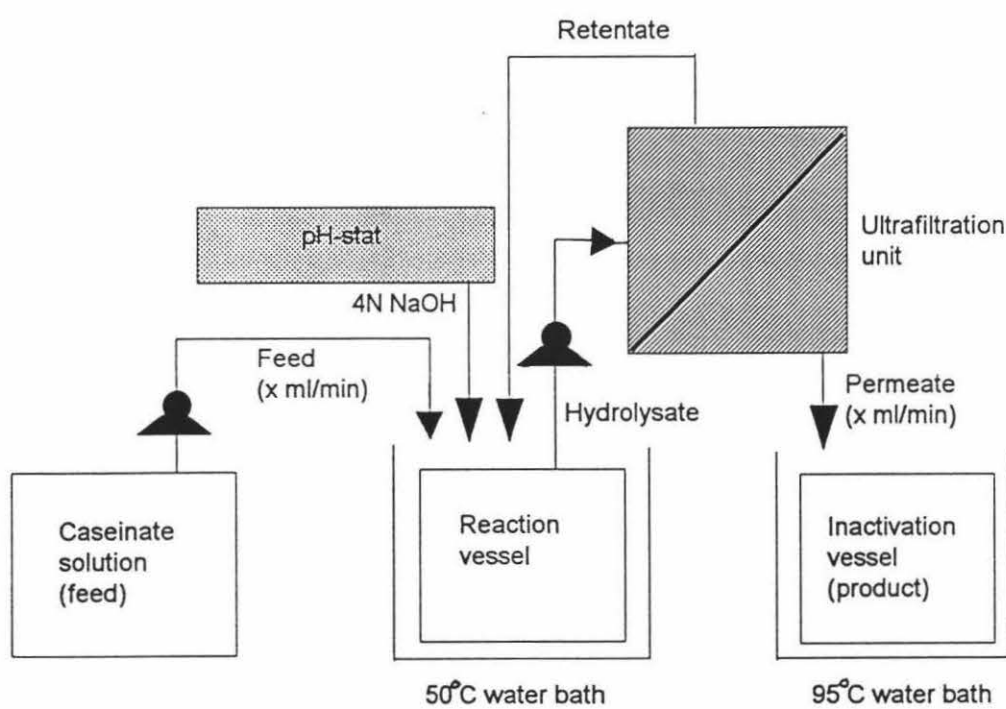 Retentate
pH-stat
Ultrafiltration
unit
4N NaOH
Feed
(x ml/min)
Hydrolysate
Permeate
(x ml/min)
Caseinate
solution
(feed)
Reaction
vessel
Inactivation
vessel
(product)
50°C water bath
95°C water bath